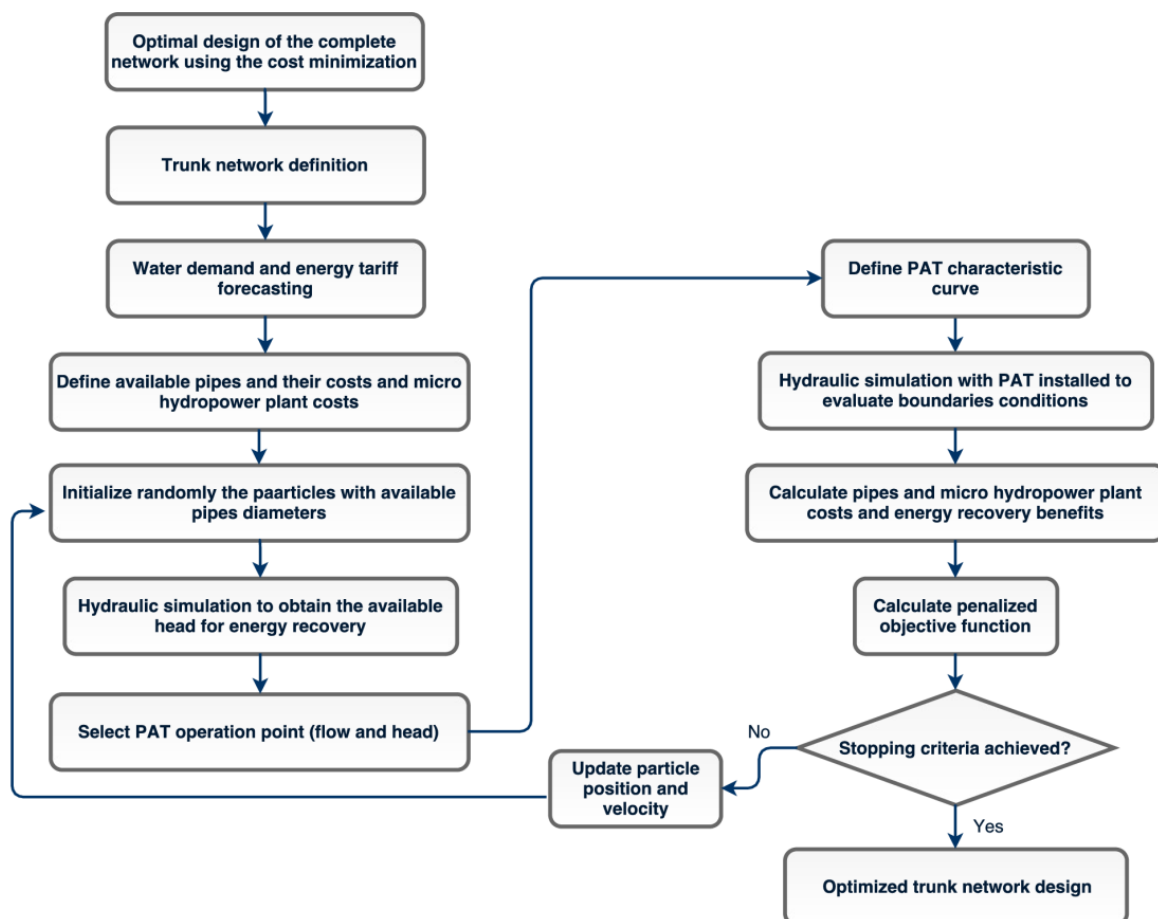 Optimal design of the complete
network using the cost minimization
Trunk network definition
Water demand and energy tariff
forecasting
Define available pipes and their costs and micro
hydropower plant costs
Initialize randomly the paarticles with available
pipes diameters
Hydraulic simulation to obtain the available
head for energy recovery
Select PAT operation point (flow and head)
Define PAT characteristic
curve
Hydraulic simulation with PAT installed to
evaluate boundaries conditions
Calculate pipes and micro hydropower plant
costs and energy recovery benefits
Calculate penalized
objective function
Stopping criteria achieved?
No
Update particle
position and
velocity
Yes
Optimized trunk network design